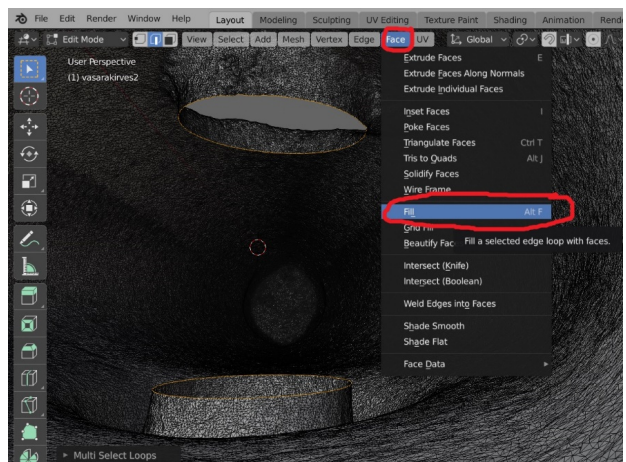 File Edit Render Window Help Layout Modeling Sculpting UV Editing Texture Paint Shading Animation Rende
Edit Mode View Select Add Mesh Vertex Edge Face UV Global
User Perspective
(1) vasarakirves2
Extrude Faces E
Extrude Faces Along Normals
Extrude Individual Faces
Inset Faces I
Poke Faces
Triangulate Faces Ctrl T
Tris to Quads Alt J
Solidify Faces
Wire Frame
Fill Alt F
Grid Fill
Beautify Fac Fill a selected edge loop with faces.
Intersect (Knife)
Intersect (Boolean)
Weld Edges into Faces
Shade Smooth
Shade Flat
Face Data
Multi Select Loops